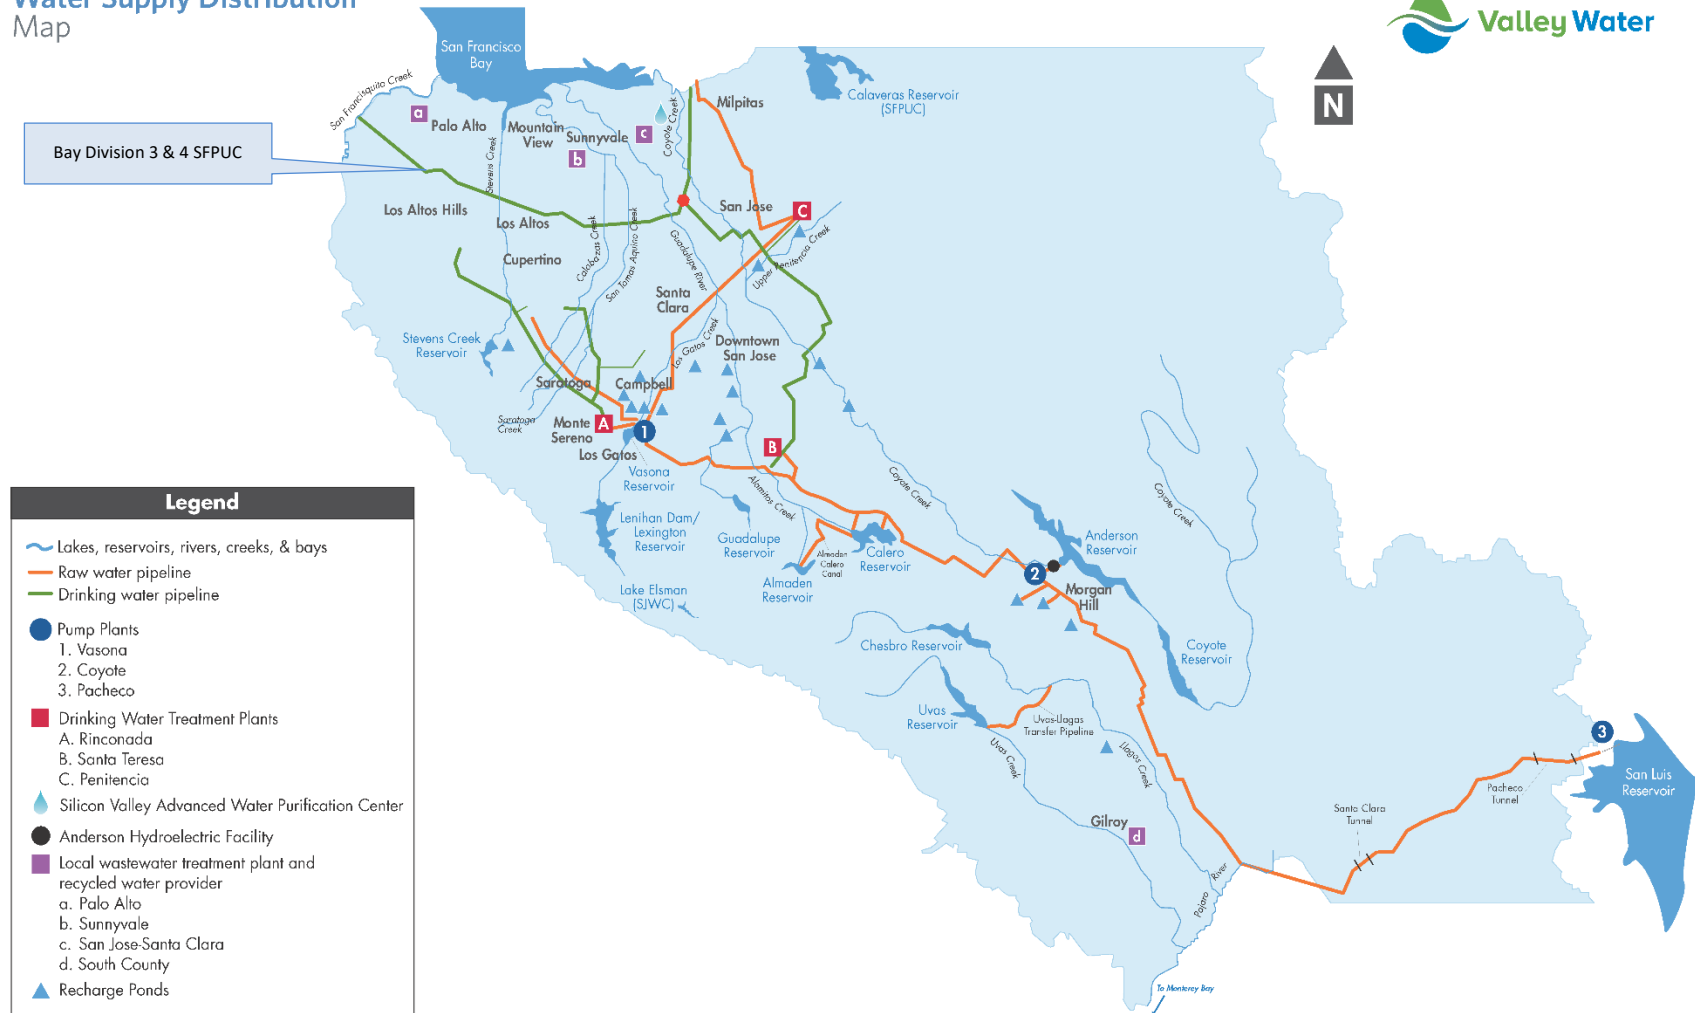 Water Supply Distribution
Map
Valley Water
N
San Francisco
Bay
San Francisquito Creek
Bay Division 3 & 4 SFPUC
a
Palo Alto
Mountain
View
Sunnyvale
b
c
Coyote Creek
Milpitas
Calaveras Reservoir
(SFPUC)
Stevens Creek
Los Altos Hills
Los Altos
San Jose
C
Cupertino
Calabazas Creek
San Tomas Aquino Creek
Guadalupe River
Upper Penitencia Creek
Santa
Clara
Stevens Creek
Reservoir
Los Gatos Creek
Downtown
San Jose
Saratoga
Campbell
Saratoga
Creek
Monte
Sereno
A
1
B
Los Gatos
Vasona
Reservoir
Alamitos Creek
Coyote Creek
Coyote Creek
Lenihan Dam/
Lexington
Reservoir
Guadalupe
Reservoir
Almaden
Calero
Canal
Calero
Reservoir
Almaden
Reservoir
Anderson
Reservoir
2
Morgan
Hill
Lake Elsman
(SJWC)
Chesbro Reservoir
Coyote
Reservoir
Uvas
Reservoir
Uvas-Llagas
Transfer Pipeline
Uvas Creek
Llagas Creek
3
San Luis
Reservoir
Pacheco
Tunnel
Santa Clara
Tunnel
Gilroy
d
Pajaro River
To Monterey Bay
Legend
Lakes, reservoirs, rivers, creeks, & bays
Raw water pipeline
Drinking water pipeline
Pump Plants
1. Vasona
2. Coyote
3. Pacheco
Drinking Water Treatment Plants
A. Rinconada
B. Santa Teresa
C. Penitencia
Silicon Valley Advanced Water Purification Center
Anderson Hydroelectric Facility
Local wastewater treatment plant and
recycled water provider
a. Palo Alto
b. Sunnyvale
c. San Jose-Santa Clara
d. South County
Recharge Ponds